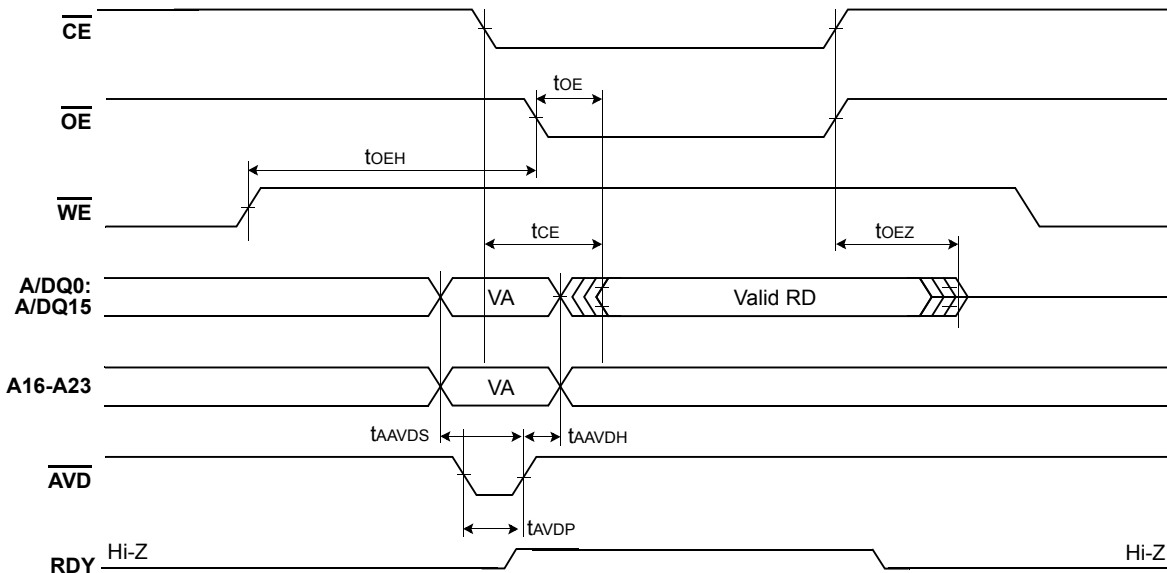 CE
tOE
OE
tOEH
WE
tCE
tOEZ
A/DQ0:
A/DQ15
VA
Valid RD
A16-A23
VA
tAAVDS
tAAVDH
AVD
tAVDP
Hi-Z
Hi-Z
RDY